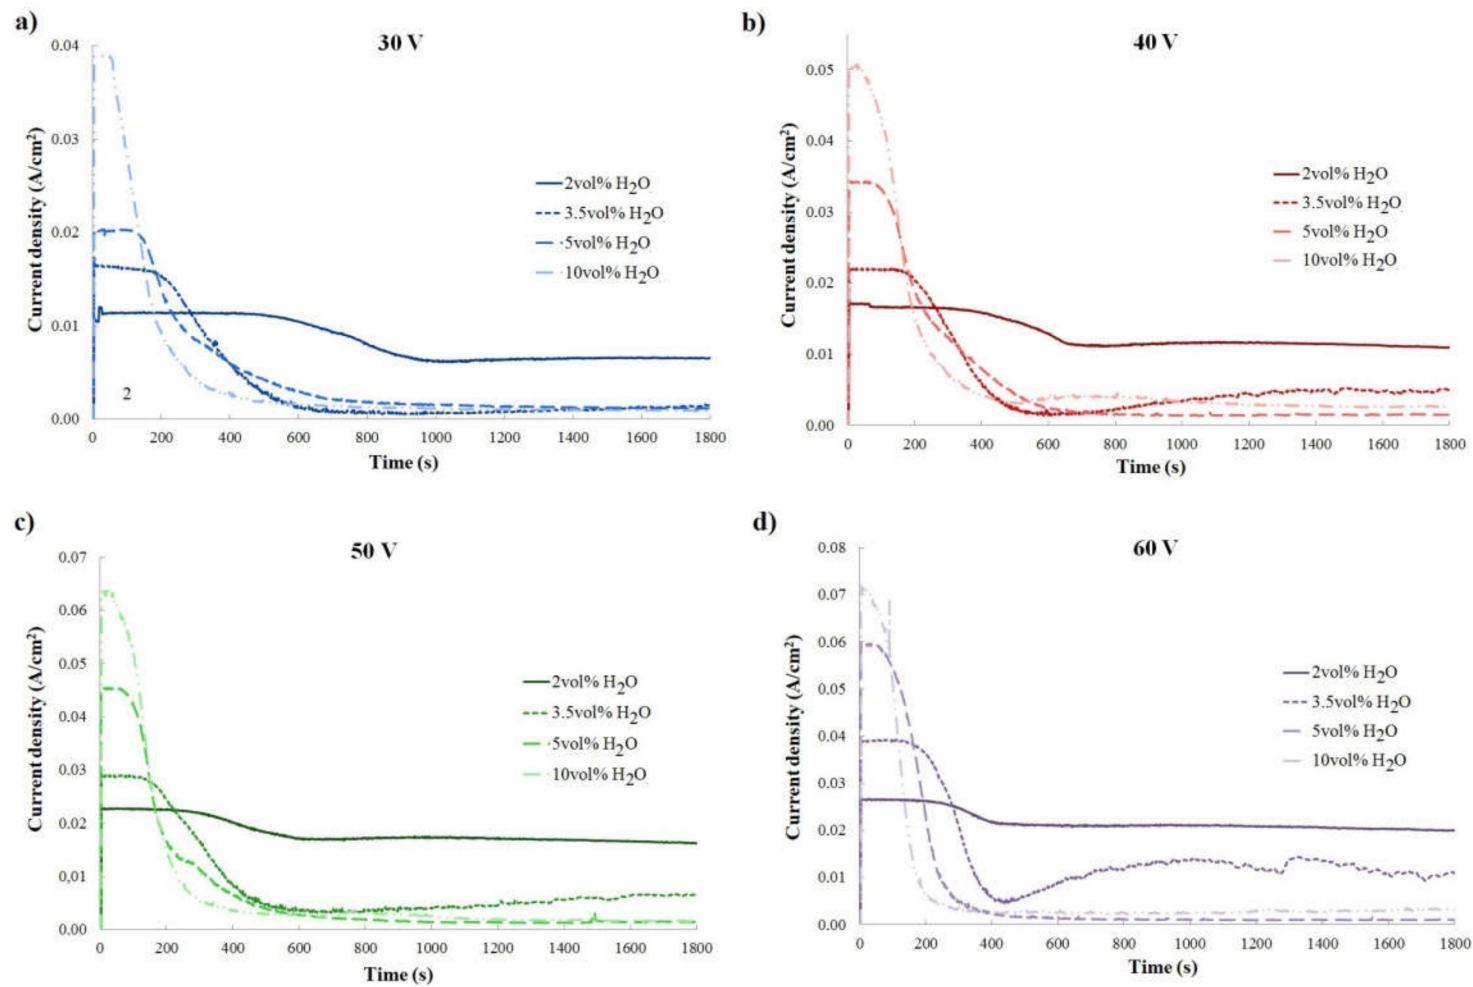 a)
30 V
Current density (A/cm²)
0.04
0.03
0.02
0.01
0.00
2
2vol% H₂O
3.5vol% H₂O
5vol% H₂O
10vol% H₂O
0 200 400 600 800 1000 1200 1400 1600 1800
Time (s)
b)
40 V
Current density (A/cm²)
0.05
0.04
0.03
0.02
0.01
0.00
2vol% H₂O
3.5vol% H₂O
5vol% H₂O
10vol% H₂O
0 200 400 600 800 1000 1200 1400 1600 1800
Time (s)
c)
50 V
Current density (A/cm²)
0.07
0.06
0.05
0.04
0.03
0.02
0,01
0.00
2vol% H₂O
3.5vol% H₂O
5vol% H₂O
10vol% H₂O
0 200 400 600 800 1000 1200 1400 1600 1800
Time (s)
d)
60 V
Current density (A/cm²)
0.08
0.07
0.06
0.05
0.04
0.03
0.02
0.01
0.00
2vol% H₂O
3.5vol% H₂O
5vol% H₂O
10vol% H₂O
0 200 400 600 800 1000 1200 1400 1600 1800
Time (s)